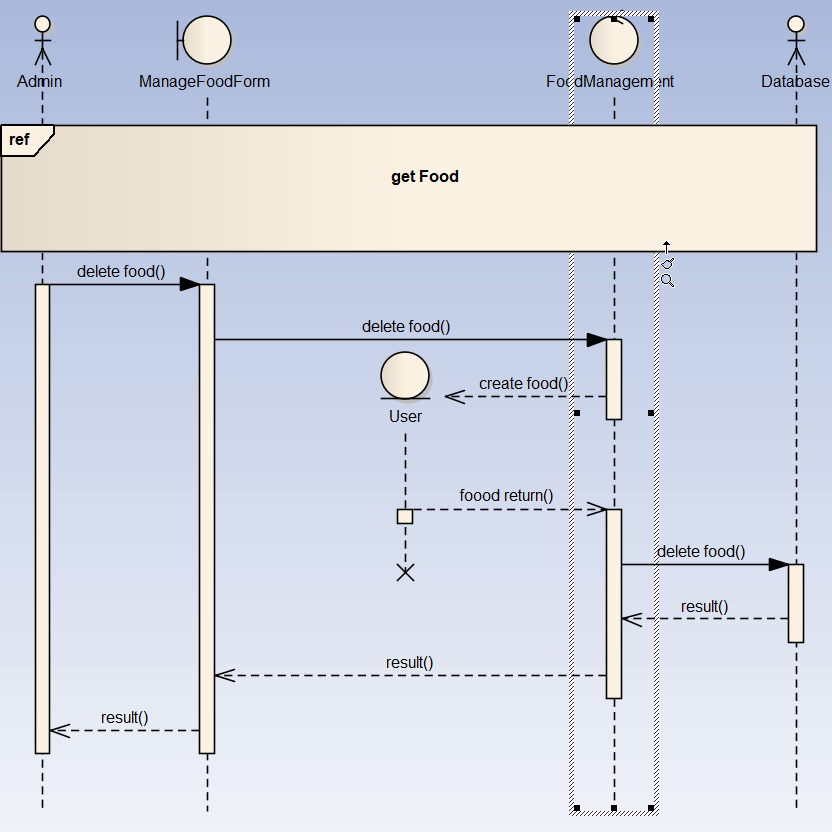 Admin
ManageFoodForm
FoodManagement
Database
ref
get Food
delete food()
delete food()
create food()
User
foood return()
delete food()
result()
result()
result()